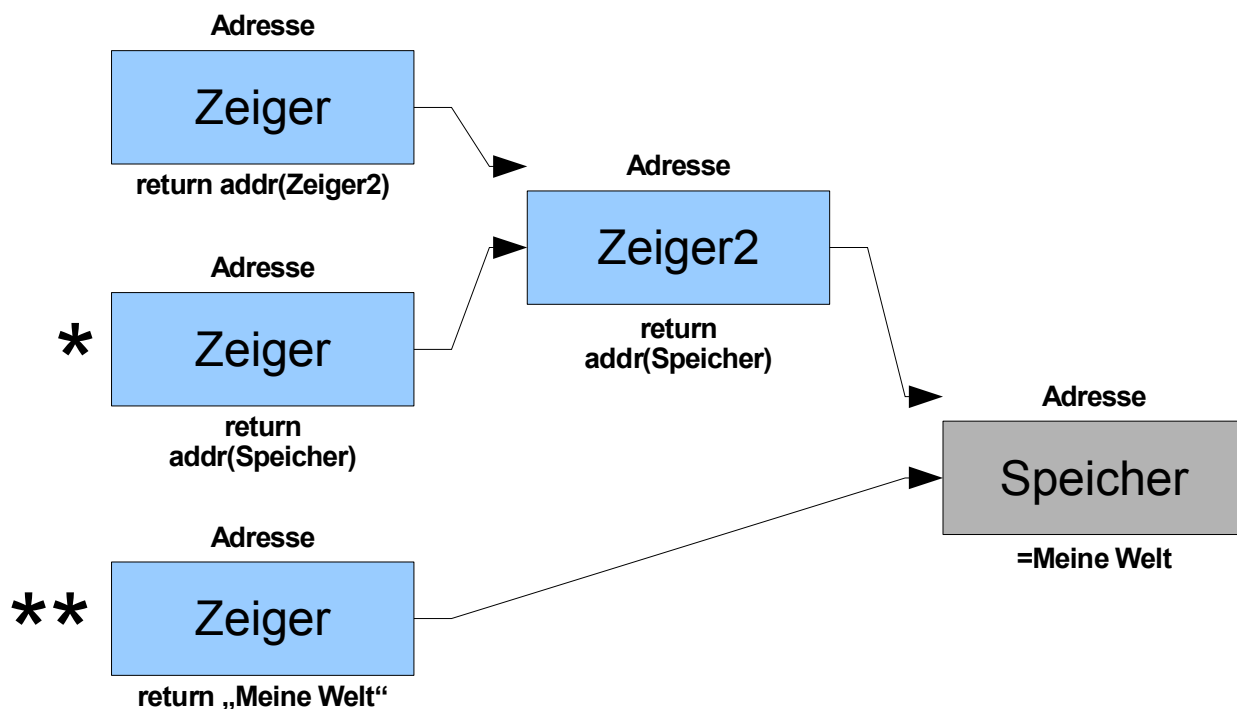 Adresse
Zeiger
return addr(Zeiger2)
Adresse
Zeiger2
return
addr(Speicher)
Adresse
*
Zeiger
return
addr(Speicher)
Adresse
Speicher
=Meine Welt
Adresse
**
Zeiger
return „Meine Welt“